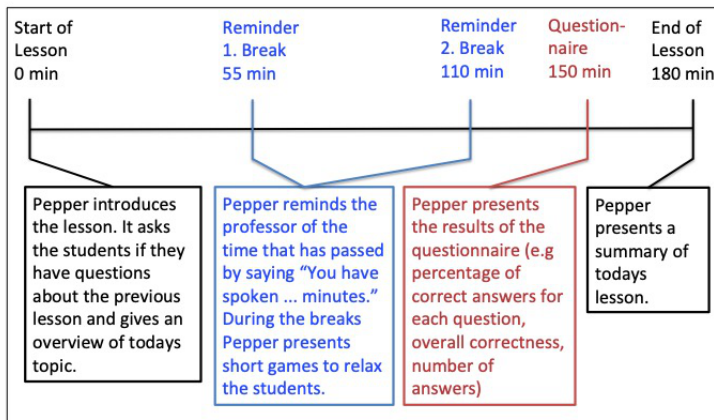 Start of
Lesson
0 min
Reminder
1. Break
55 min
Reminder
2. Break
110 min
Question-
naire
150 min
End of
Lesson
180 min
Pepper introduces
the lesson. It asks
the students if they
have questions
about the previous
lesson and gives an
overview of todays
topic.
Pepper reminds the
professor of the
time that has passed
by saying “You have
spoken ... minutes.”
During the breaks
Pepper presents
short games to relax
the students.
Pepper presents
the results of the
questionnaire (e.g
percentage of
correct answers for
each question,
overall correctness,
number of
answers)
Pepper
presents a
summary of
todays
lesson.